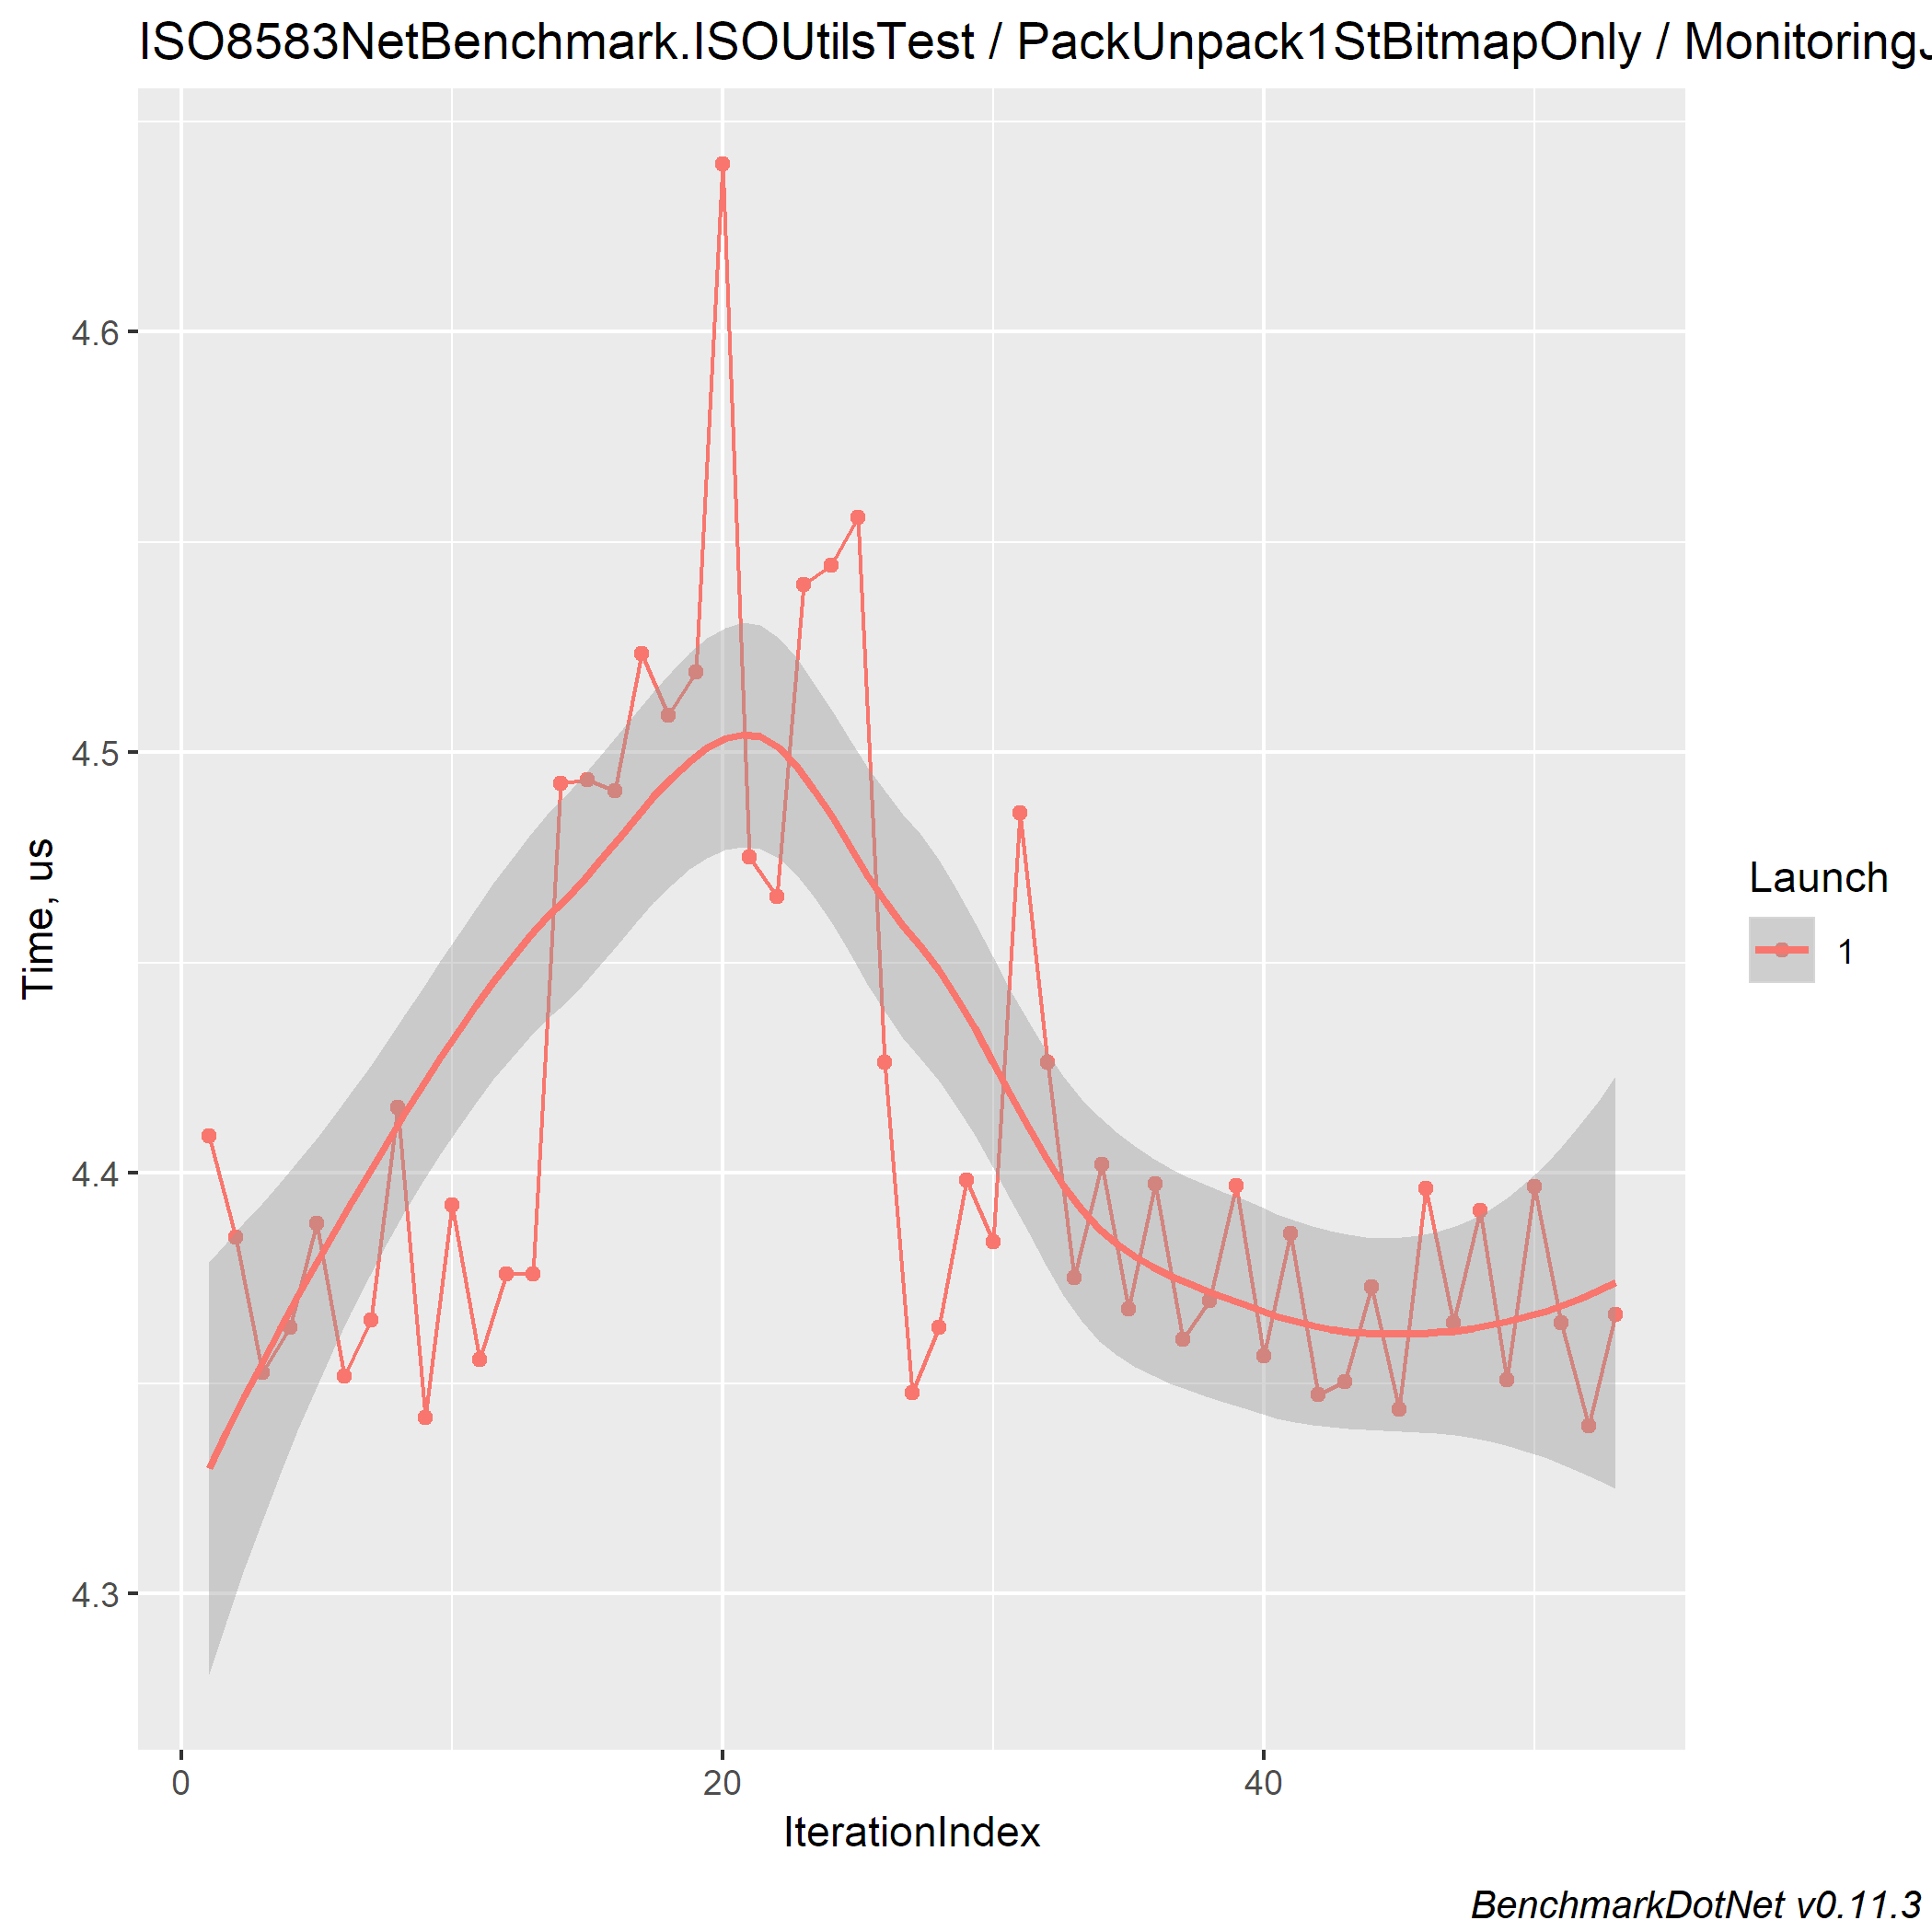 ISO8583NetBenchmark.ISOUtilsTest / PackUnpack1StBitmapOnly / MonitoringJ
4.6
4.5
4.4
4.3
Time, us
0 20 40
IterationIndex
Launch
1
BenchmarkDotNet v0.11.3